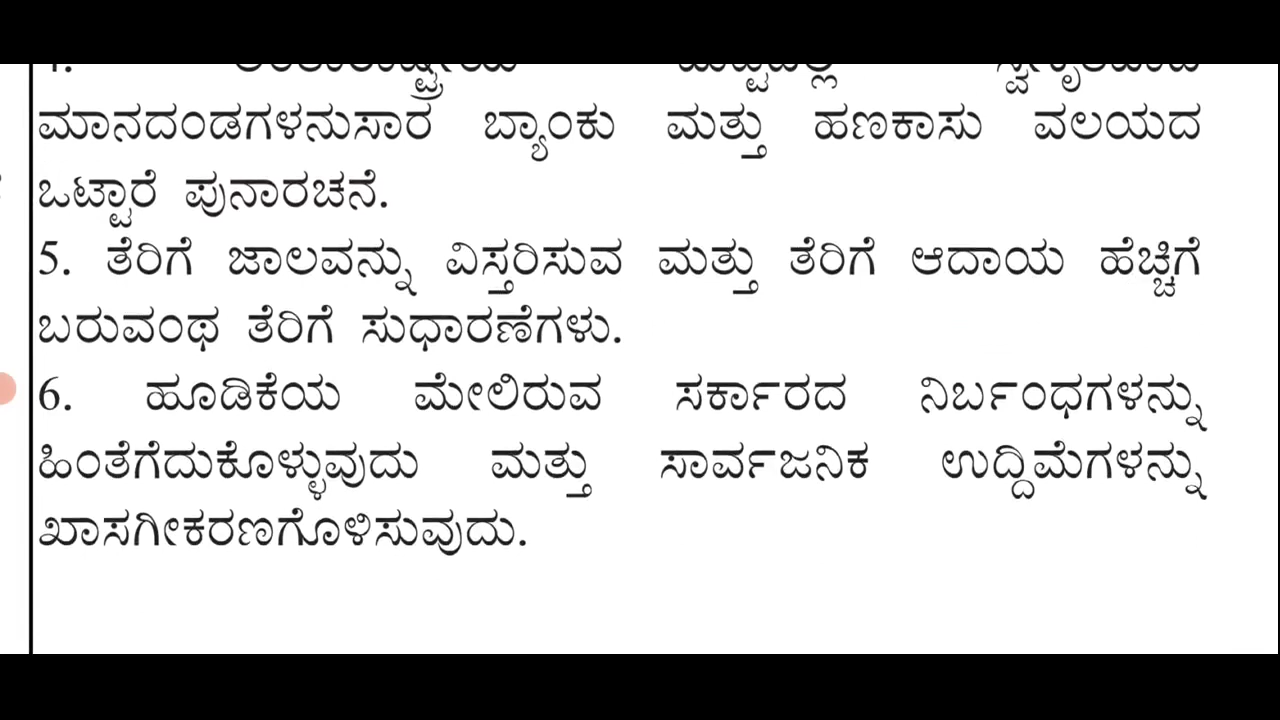 ಮಾನದಂಡಗಳನುಸಾರ ಬ್ಯಾಂಕು ಮತ್ತು ಹಣಕಾಸು ವಲಯದ
ಒಟ್ಟಾರೆ ಪುನಾರಚನೆ.
5. ತೆರಿಗೆ ಜಾಲವನ್ನು ವಿಸ್ತರಿಸುವ ಮತ್ತು ತೆರಿಗೆ ಆದಾಯ ಹೆಚ್ಚಿಗೆ
ಬರುವಂಥ ತೆರಿಗೆ ಸುಧಾರಣೆಗಳು.
6. ಹೂಡಿಕೆಯ ಮೇಲಿರುವ ಸರ್ಕಾರದ ನಿರ್ಬಂಧಗಳನ್ನು
ಹಿಂತೆಗೆದುಕೊಳ್ಳುವುದು ಮತ್ತು ಸಾರ್ವಜನಿಕ ಉದ್ದಿಮೆಗಳನ್ನು
ಖಾಸಗೀಕರಣಗೊಳಿಸುವುದು.